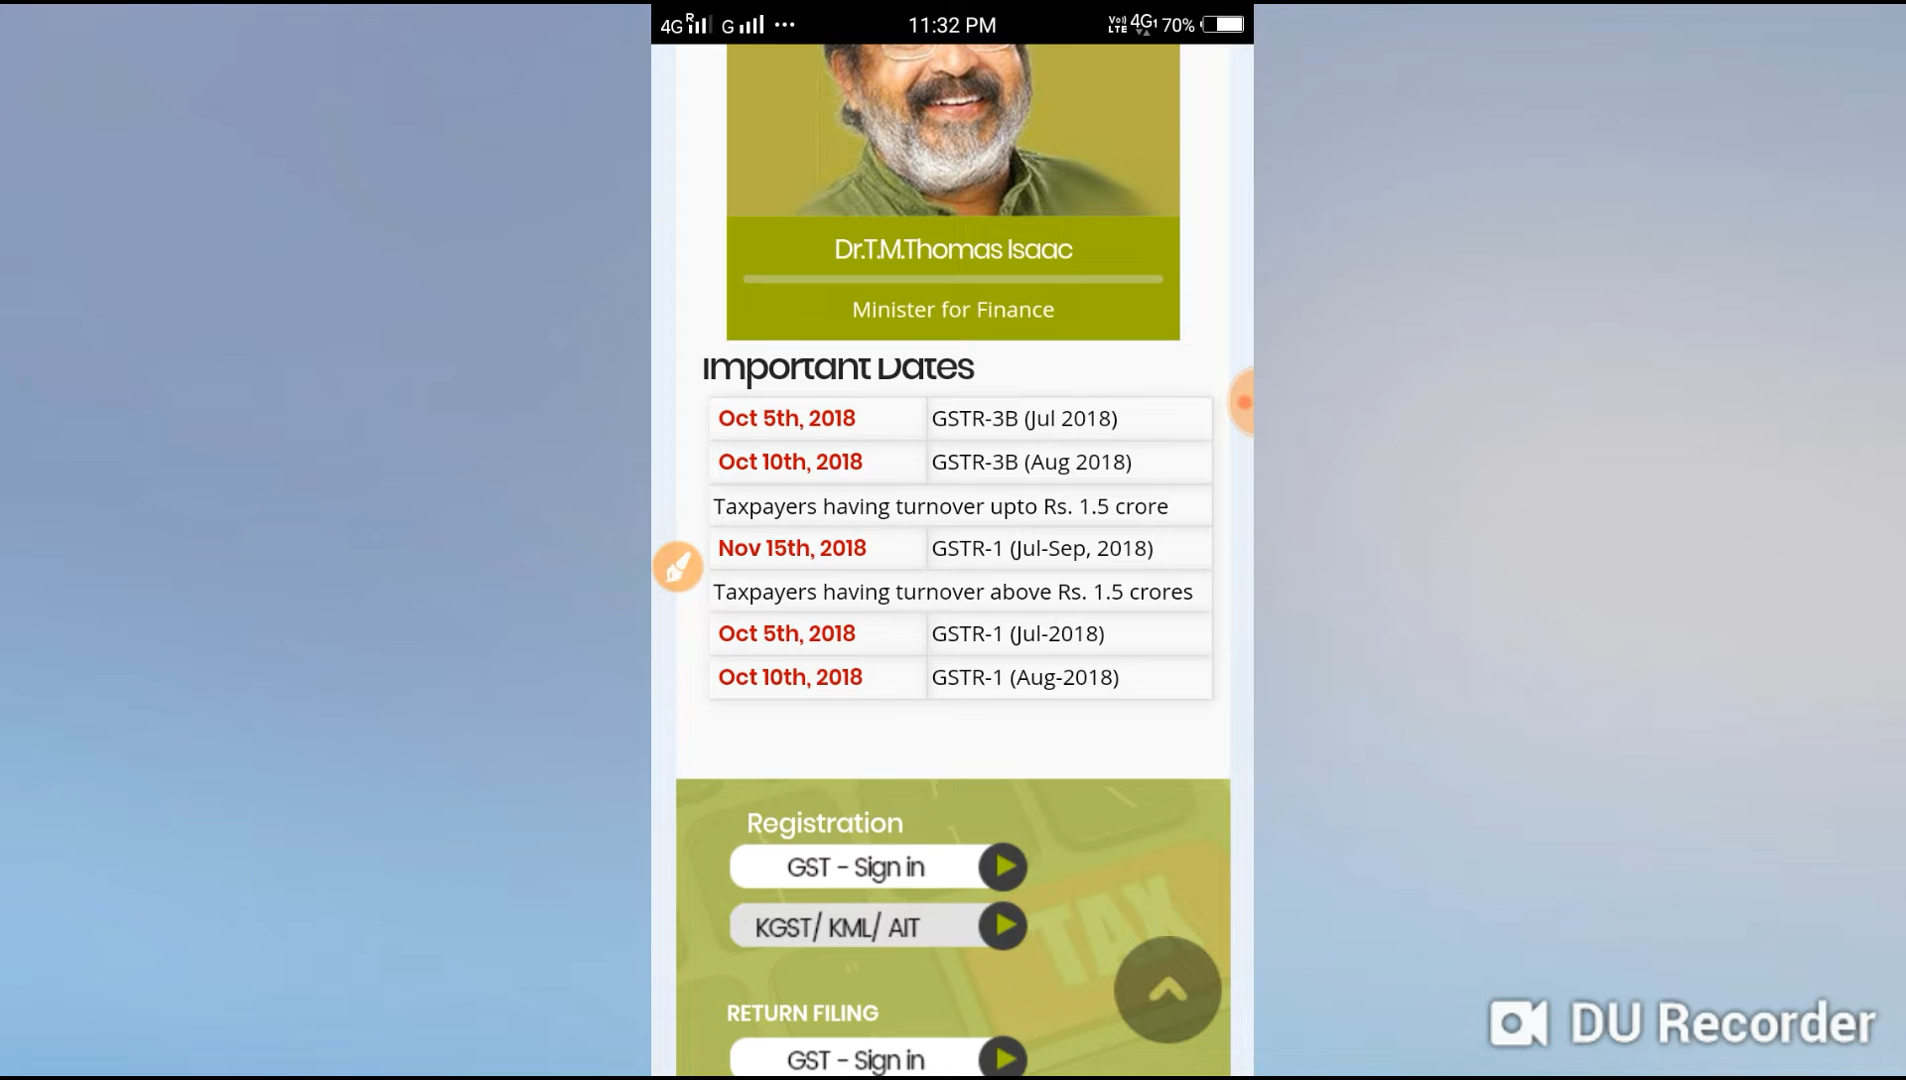 4G R G ... 11:32 PM Vo)) LTE 4G1 70%
Dr.T.M.Thomas Isaac
Minister for Finance
Important Dates
Oct 5th, 2018 GSTR-3B (Jul 2018)
Oct 10th, 2018 GSTR-3B (Aug 2018)
Taxpayers having turnover upto Rs. 1.5 crore
Nov 15th, 2018 GSTR-1 (Jul-Sep, 2018)
Taxpayers having turnover above Rs. 1.5 crores
Oct 5th, 2018 GSTR-1 (Jul-2018)
Oct 10th, 2018 GSTR-1 (Aug-2018)
Registration
GST - Sign in
KGST/ KML/ AIT
TAX
RETURN FILING
GST - Sign in
DU Recorder